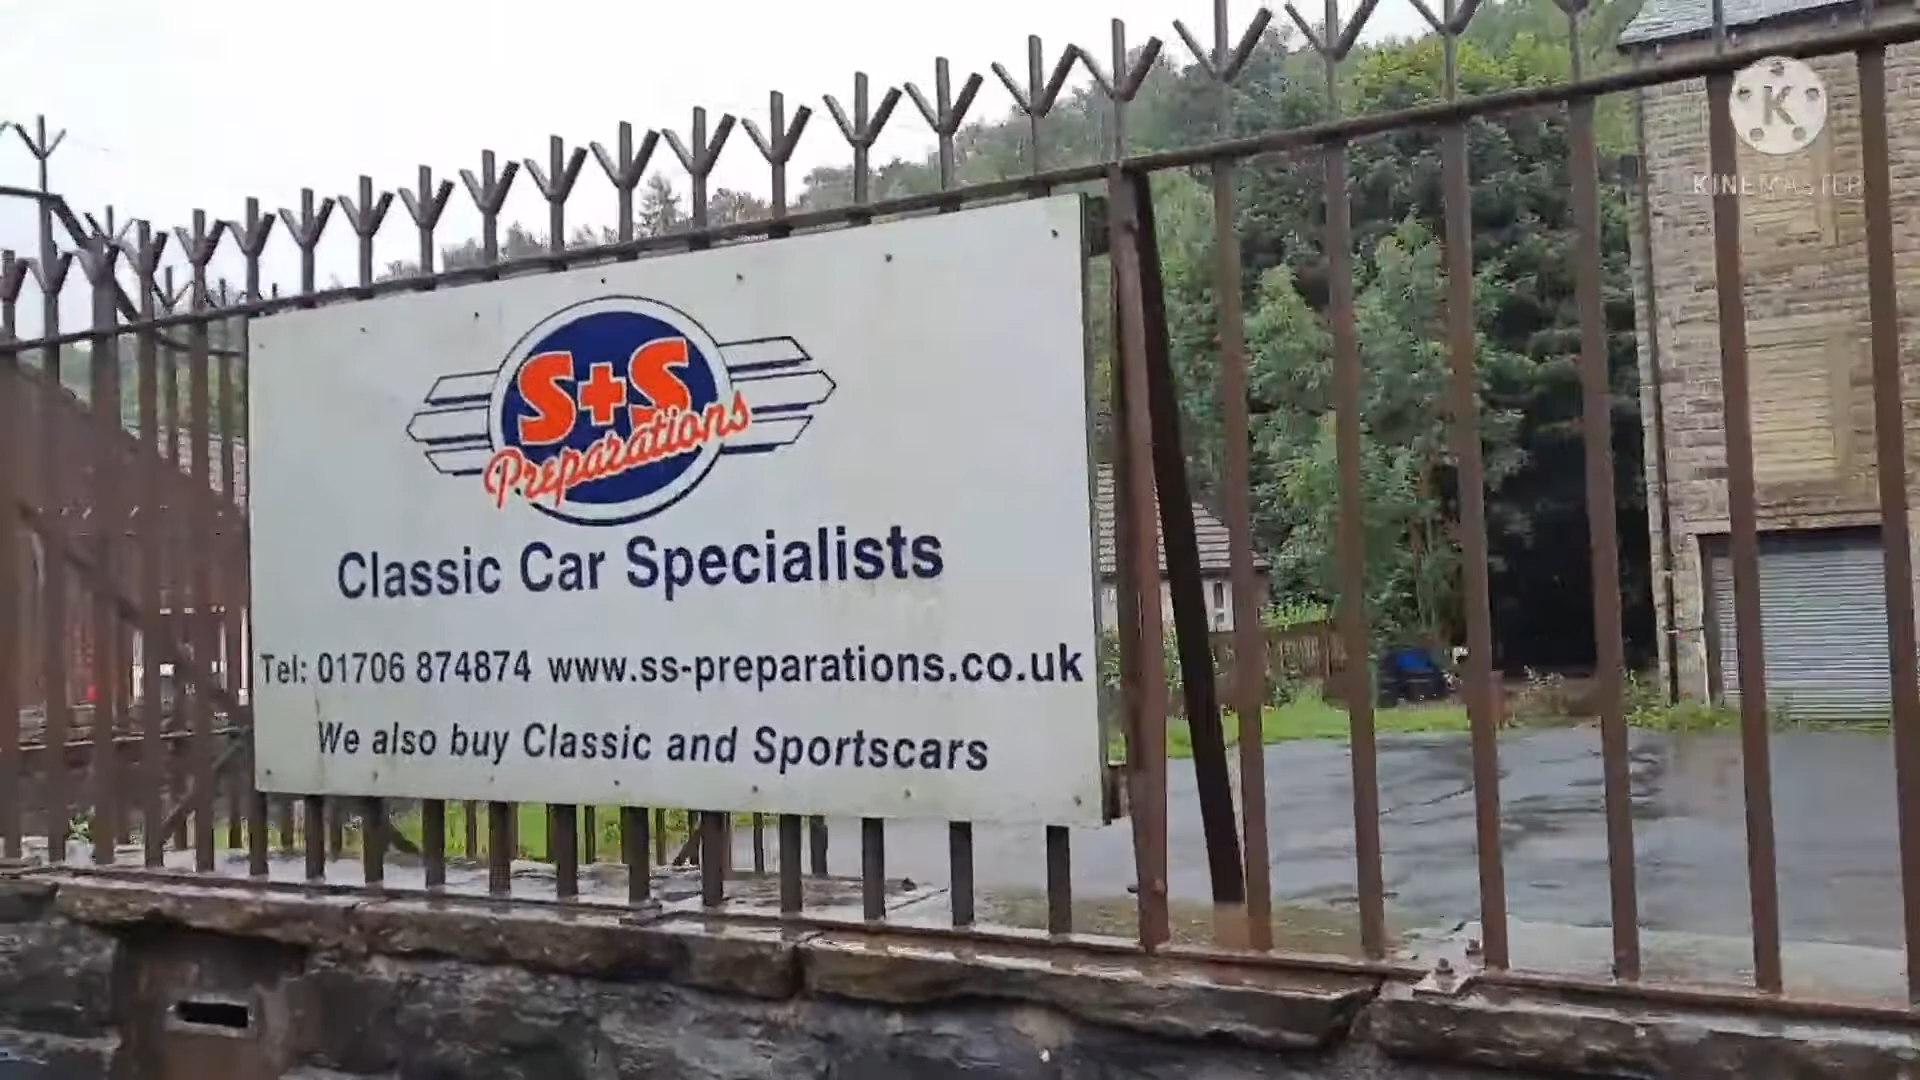 S+S
Preparations
Classic Car Specialists
Tel: 01706 874874 www.ss-preparations.co.uk
We also buy Classic and Sportscars
K
KINEMASTER